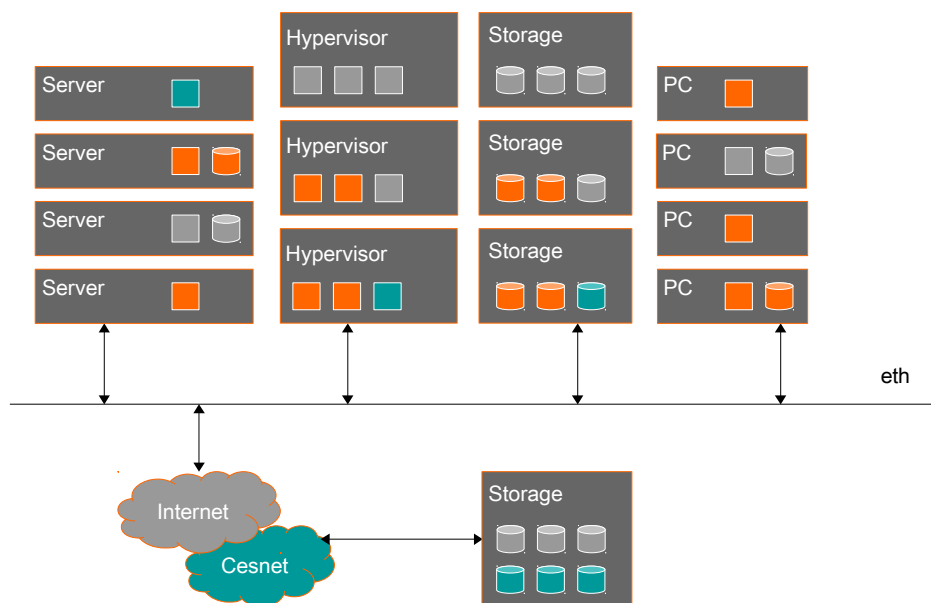 Server
Server
Server
Server
Hypervisor
Hypervisor
Hypervisor
Storage
Storage
Storage
PC
PC
PC
PC
eth
Internet
Cesnet
Storage